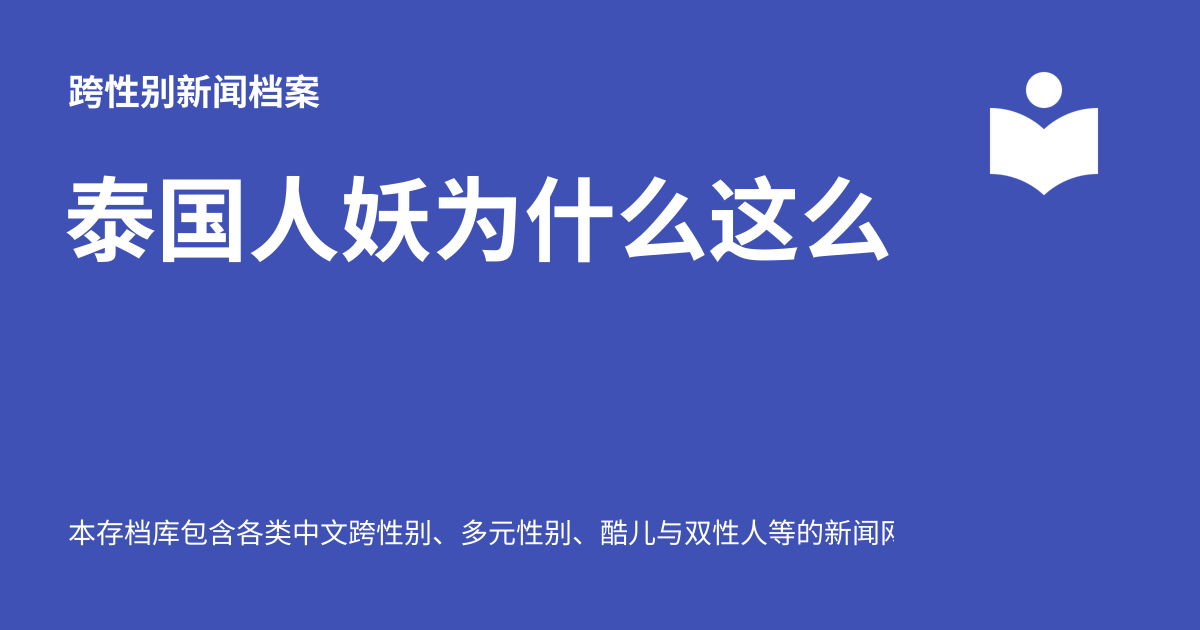 跨性别新闻档案
泰国人妖为什么这么
本存档库包含各类中文跨性别、多元性别、酷儿与双性人等的新闻